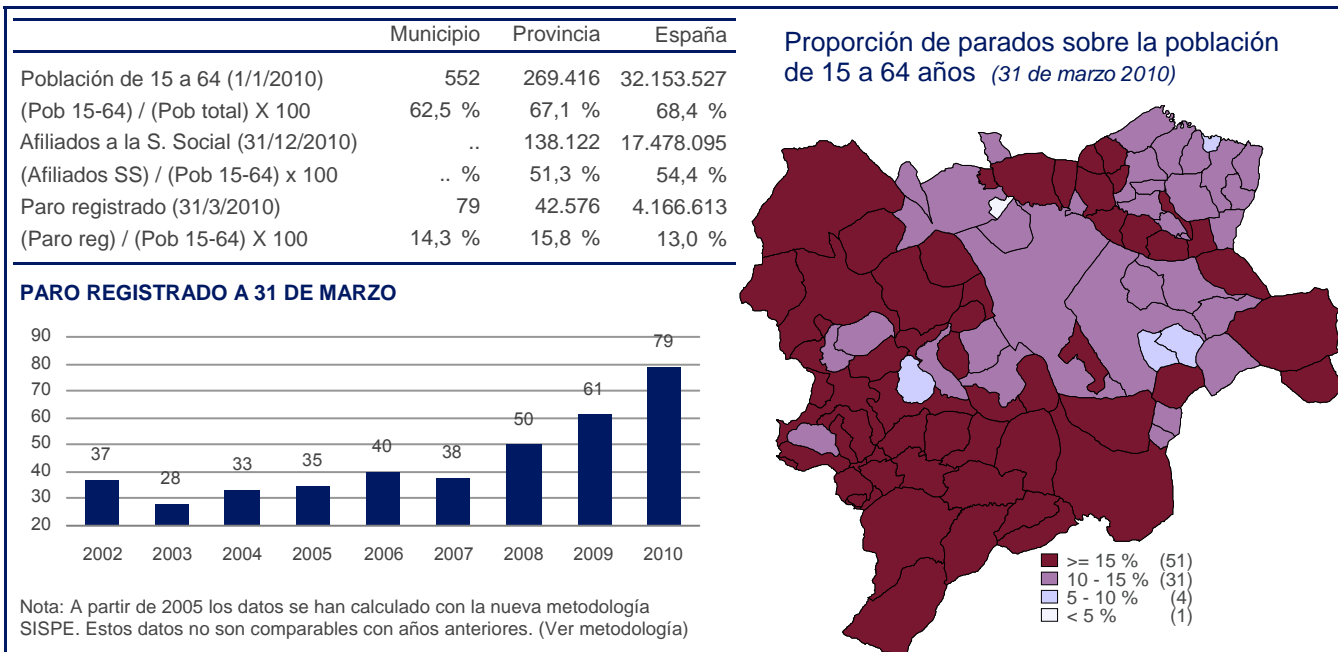 Municipio Provincia España
Población de 15 a 64 (1/1/2010) 552 269.416 32.153.527
(Pob 15-64) / (Pob total) X 100 62,5 % 67,1 % 68,4 %
Afiliados a la S. Social (31/12/2010) .. 138.122 17.478.095
(Afiliados SS) / (Pob 15-64) x 100 .. % 51,3 % 54,4 %
Paro registrado (31/3/2010) 79 42.576 4.166.613
(Paro reg) / (Pob 15-64) X 100 14,3 % 15,8 % 13,0 %
PARO REGISTRADO A 31 DE MARZO
90
80
70
60
50
40
30
20
37
28
33
35
40
38
50
61
79
2002 2003 2004 2005 2006 2007 2008 2009 2010
Nota: A partir de 2005 los datos se han calculado con la nueva metodología
SISPE. Estos datos no son comparables con años anteriores. (Ver metodología)
Proporción de parados sobre la población
de 15 a 64 años (31 de marzo 2010)
>= 15 % (51)
10 - 15 % (31)
5 - 10 % (4)
< 5 % (1)